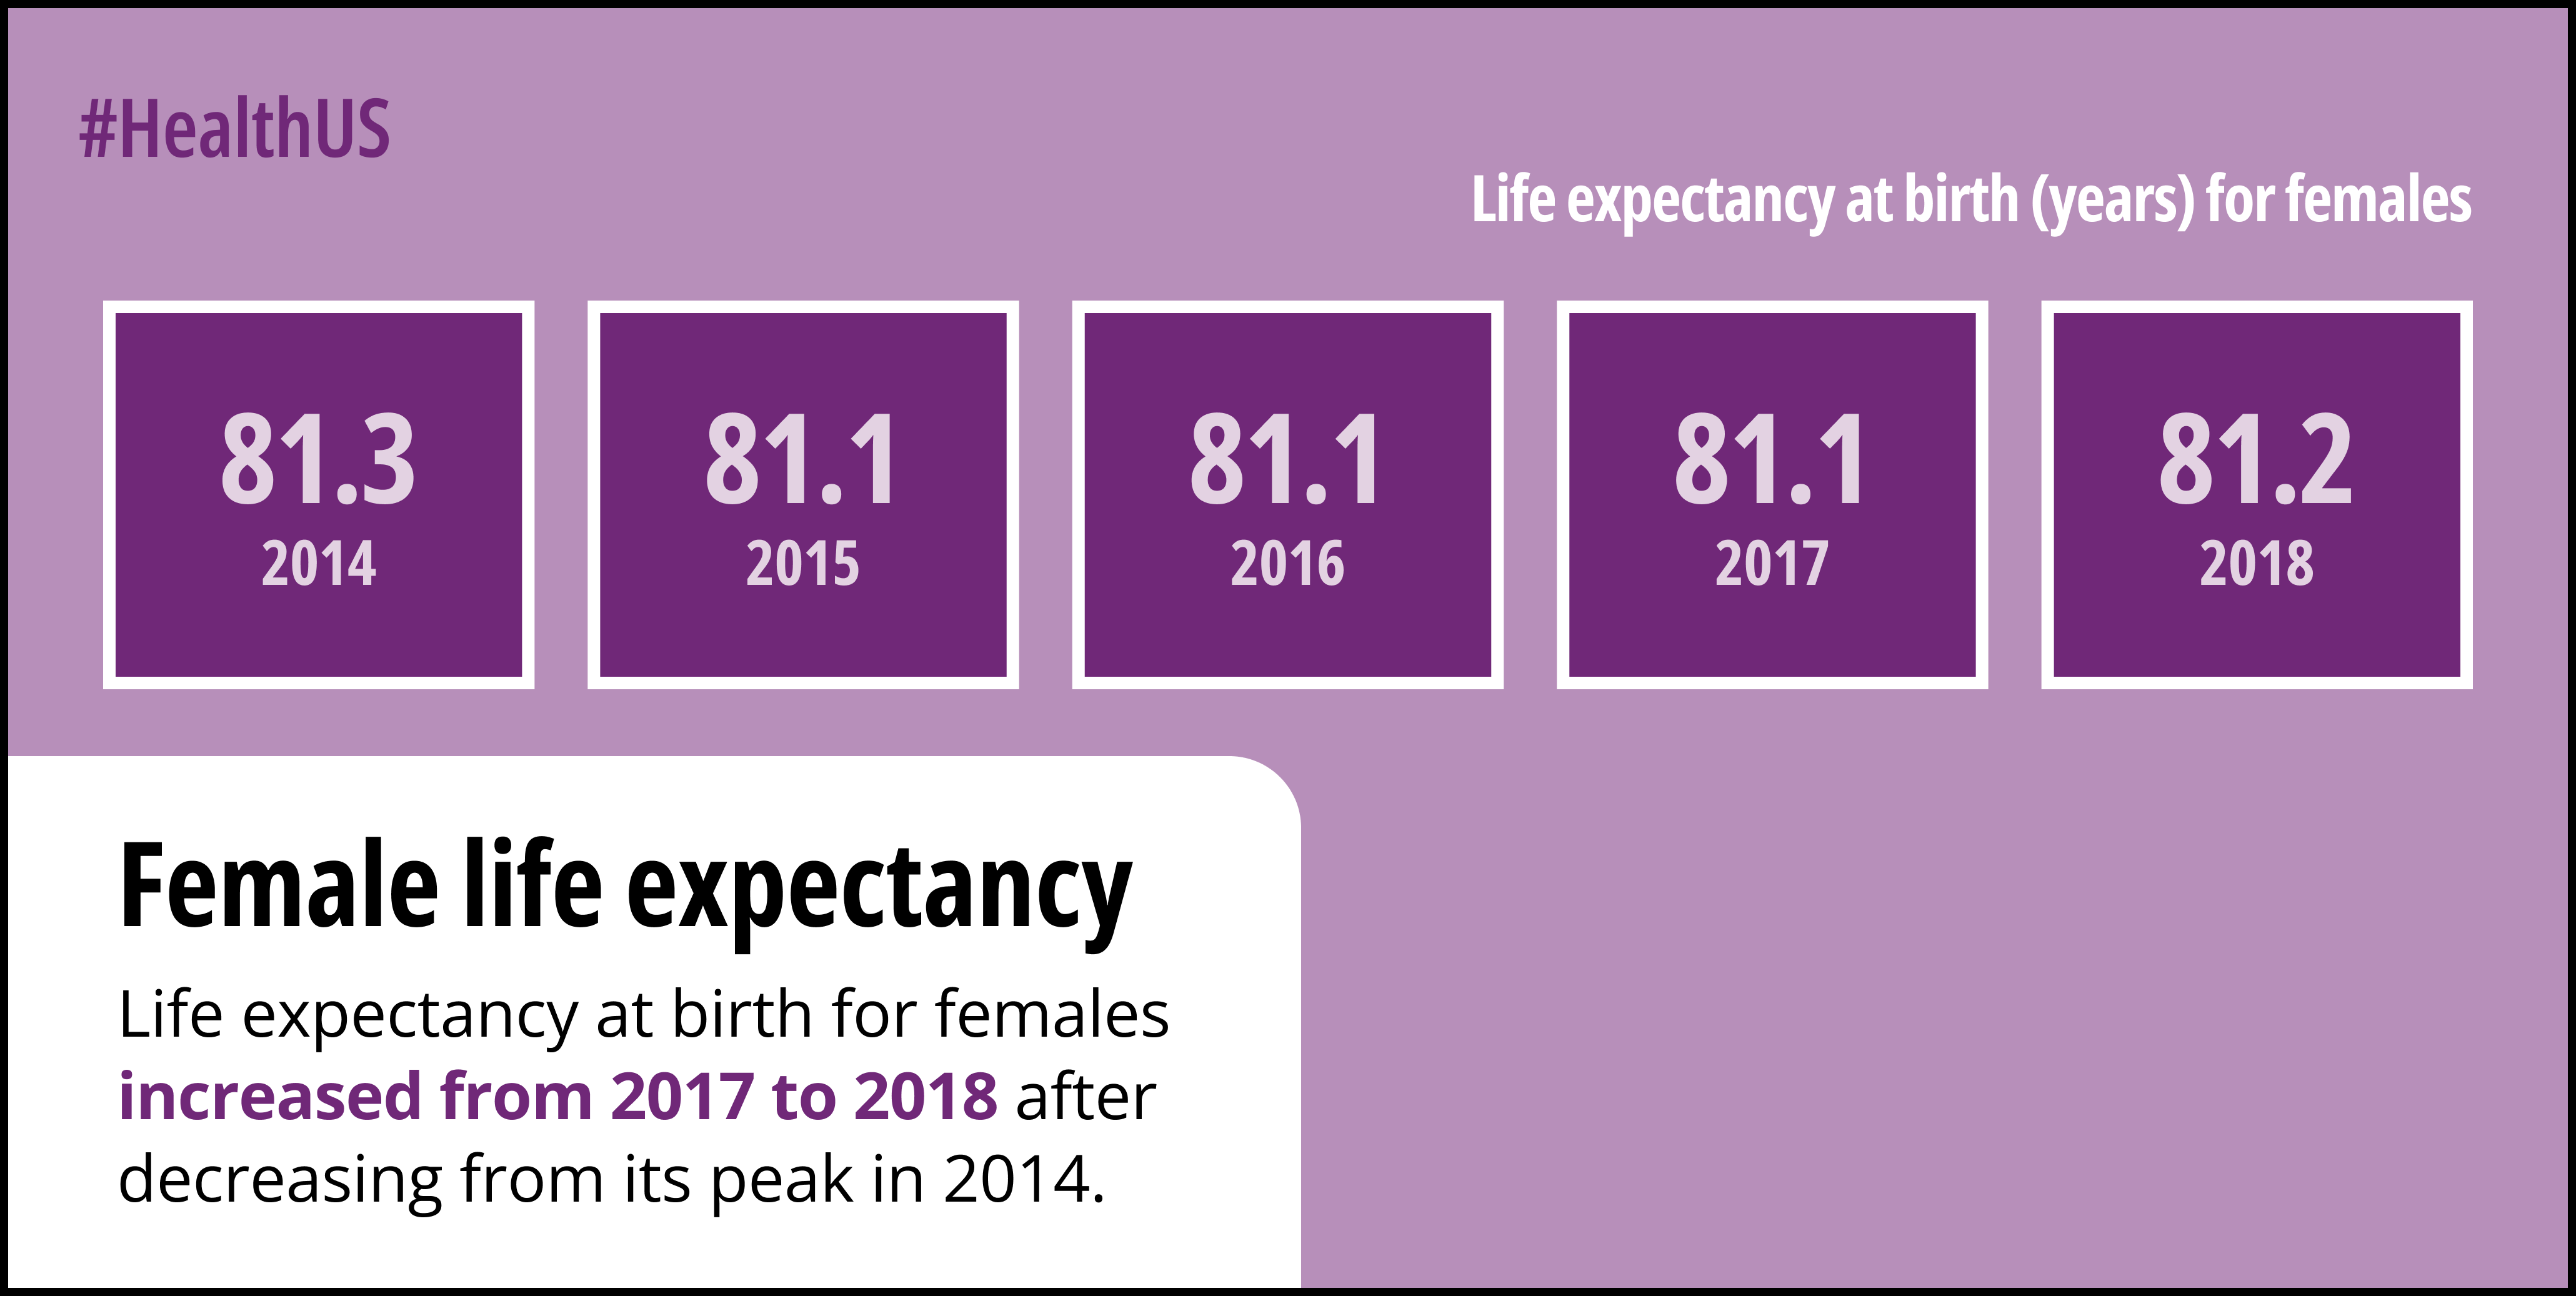 #HealthUS
Life expectancy at birth (years) for females
81.3
2014
81.1
2015
81.1
2016
81.1
2017
81.2
2018
Female life expectancy
Life expectancy at birth for females
increased from 2017 to 2018 after
decreasing from its peak in 2014.